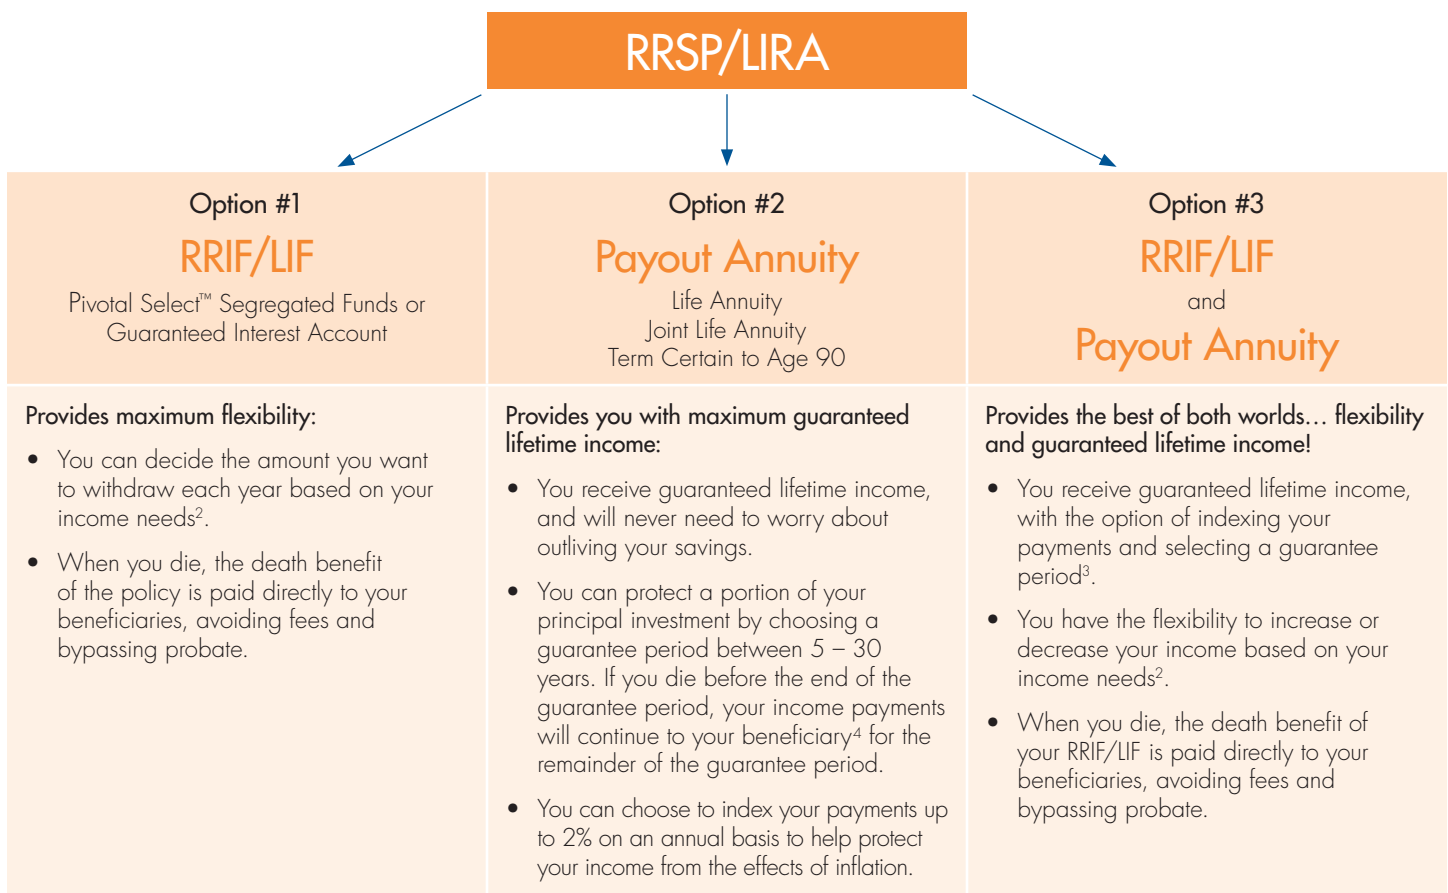 RRSP/LIRA
Option #1
RRIF/LIF
Pivotal Select™ Segregated Funds or
Guaranteed Interest Account
Provides maximum flexibility:
• You can decide the amount you want
to withdraw each year based on your
income needs².
• When you die, the death benefit
of the policy is paid directly to your
beneficiaries, avoiding fees and
bypassing probate.
Option #2
Payout Annuity
Life Annuity
Joint Life Annuity
Term Certain to Age 90
Provides you with maximum guaranteed
lifetime income:
• You receive guaranteed lifetime income,
and will never need to worry about
outliving your savings.
• You can protect a portion of your
principal investment by choosing a
guarantee period between 5 – 30
years. If you die before the end of the
guarantee period, your income payments
will continue to your beneficiary⁴ for the
remainder of the guarantee period.
• You can choose to index your payments up
to 2% on an annual basis to help protect
your income from the effects of inflation.
Option #3
RRIF/LIF
and
Payout Annuity
Provides the best of both worlds… flexibility
and guaranteed lifetime income!
• You receive guaranteed lifetime income,
with the option of indexing your
payments and selecting a guarantee
period³.
• You have the flexibility to increase or
decrease your income based on your
income needs².
• When you die, the death benefit of
your RRIF/LIF is paid directly to your
beneficiaries, avoiding fees and
bypassing probate.